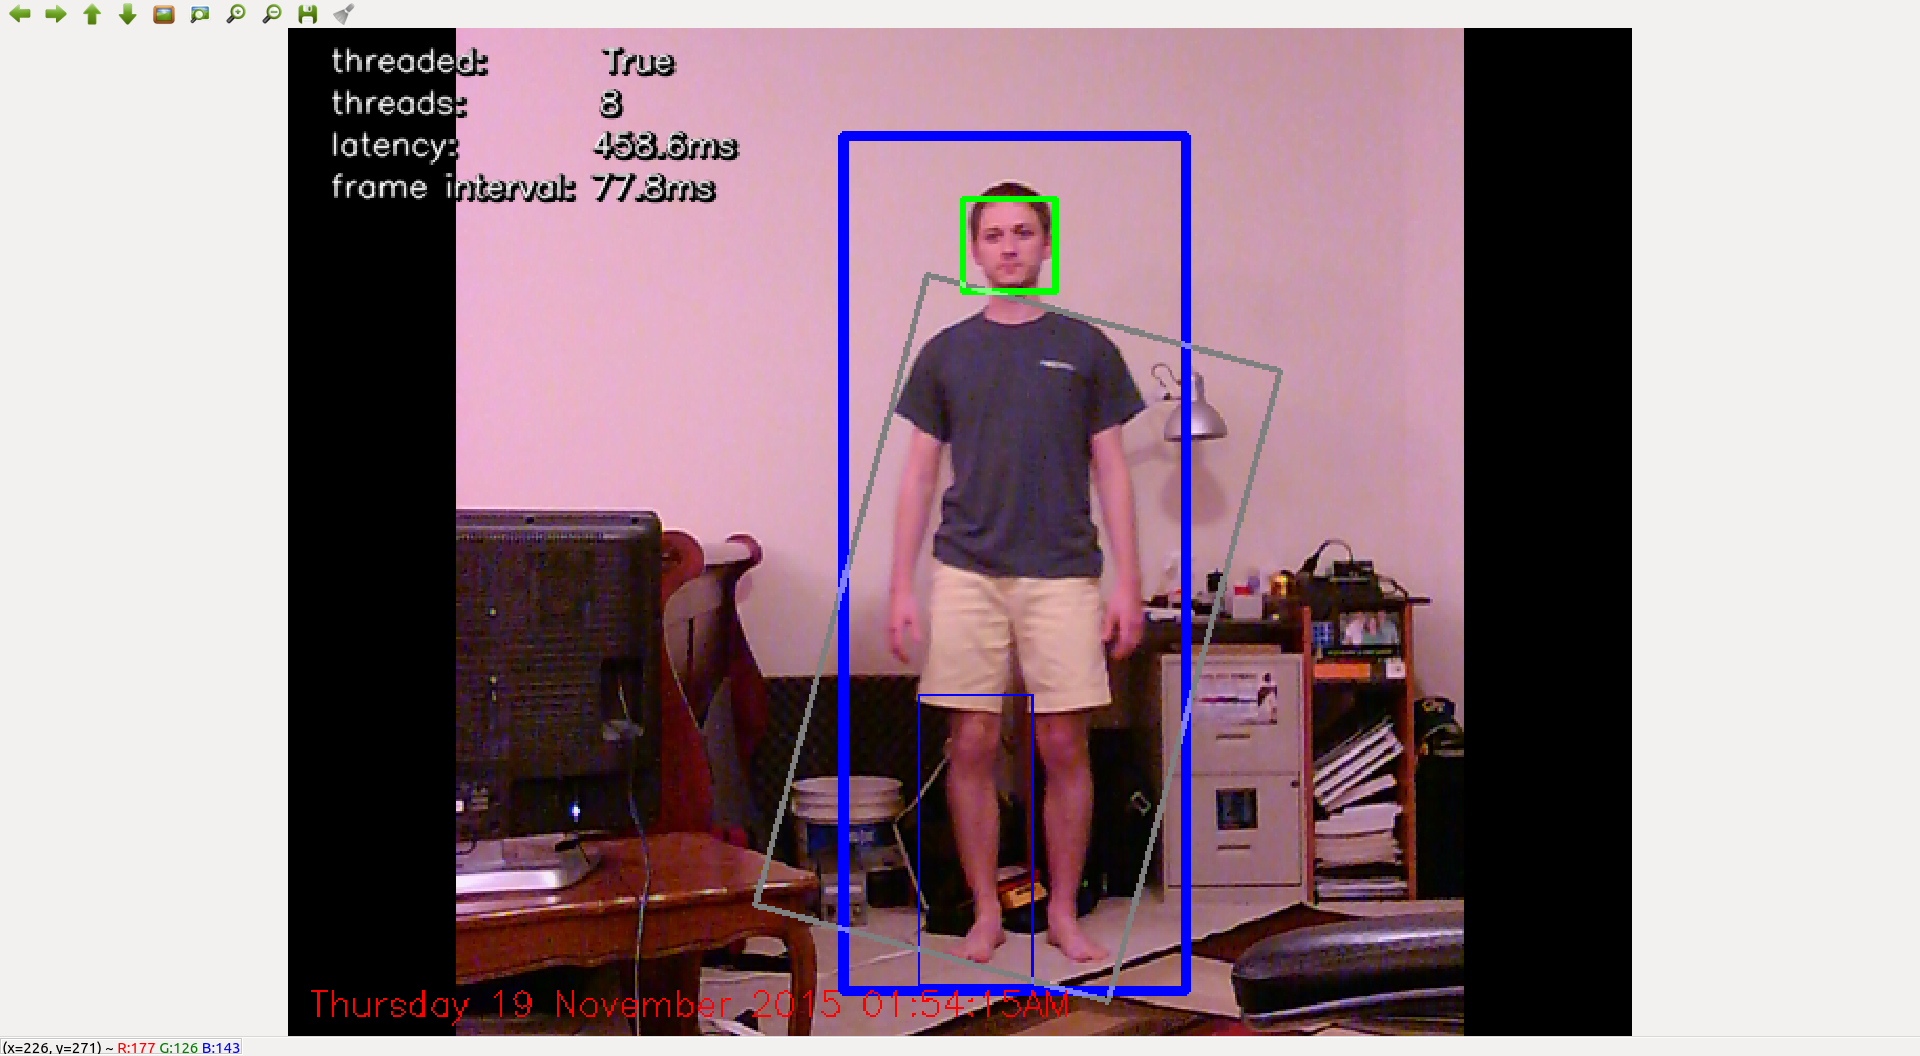 threaded: True
threads: 8
latency: 458.6ms
frame interval: 77.8ms
Thursday 19 November 2015 01:54:15AM
(x=226, y=271) ~ R:177 G:126 B:143